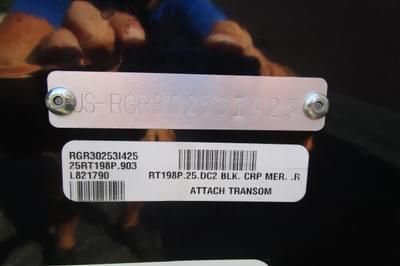 US-RGR30253I425
RGR30253I425
25RT198P.903
L821790
RT198P.25.DC2 BLK. CRP MER. .R
ATTACH TRANSOM